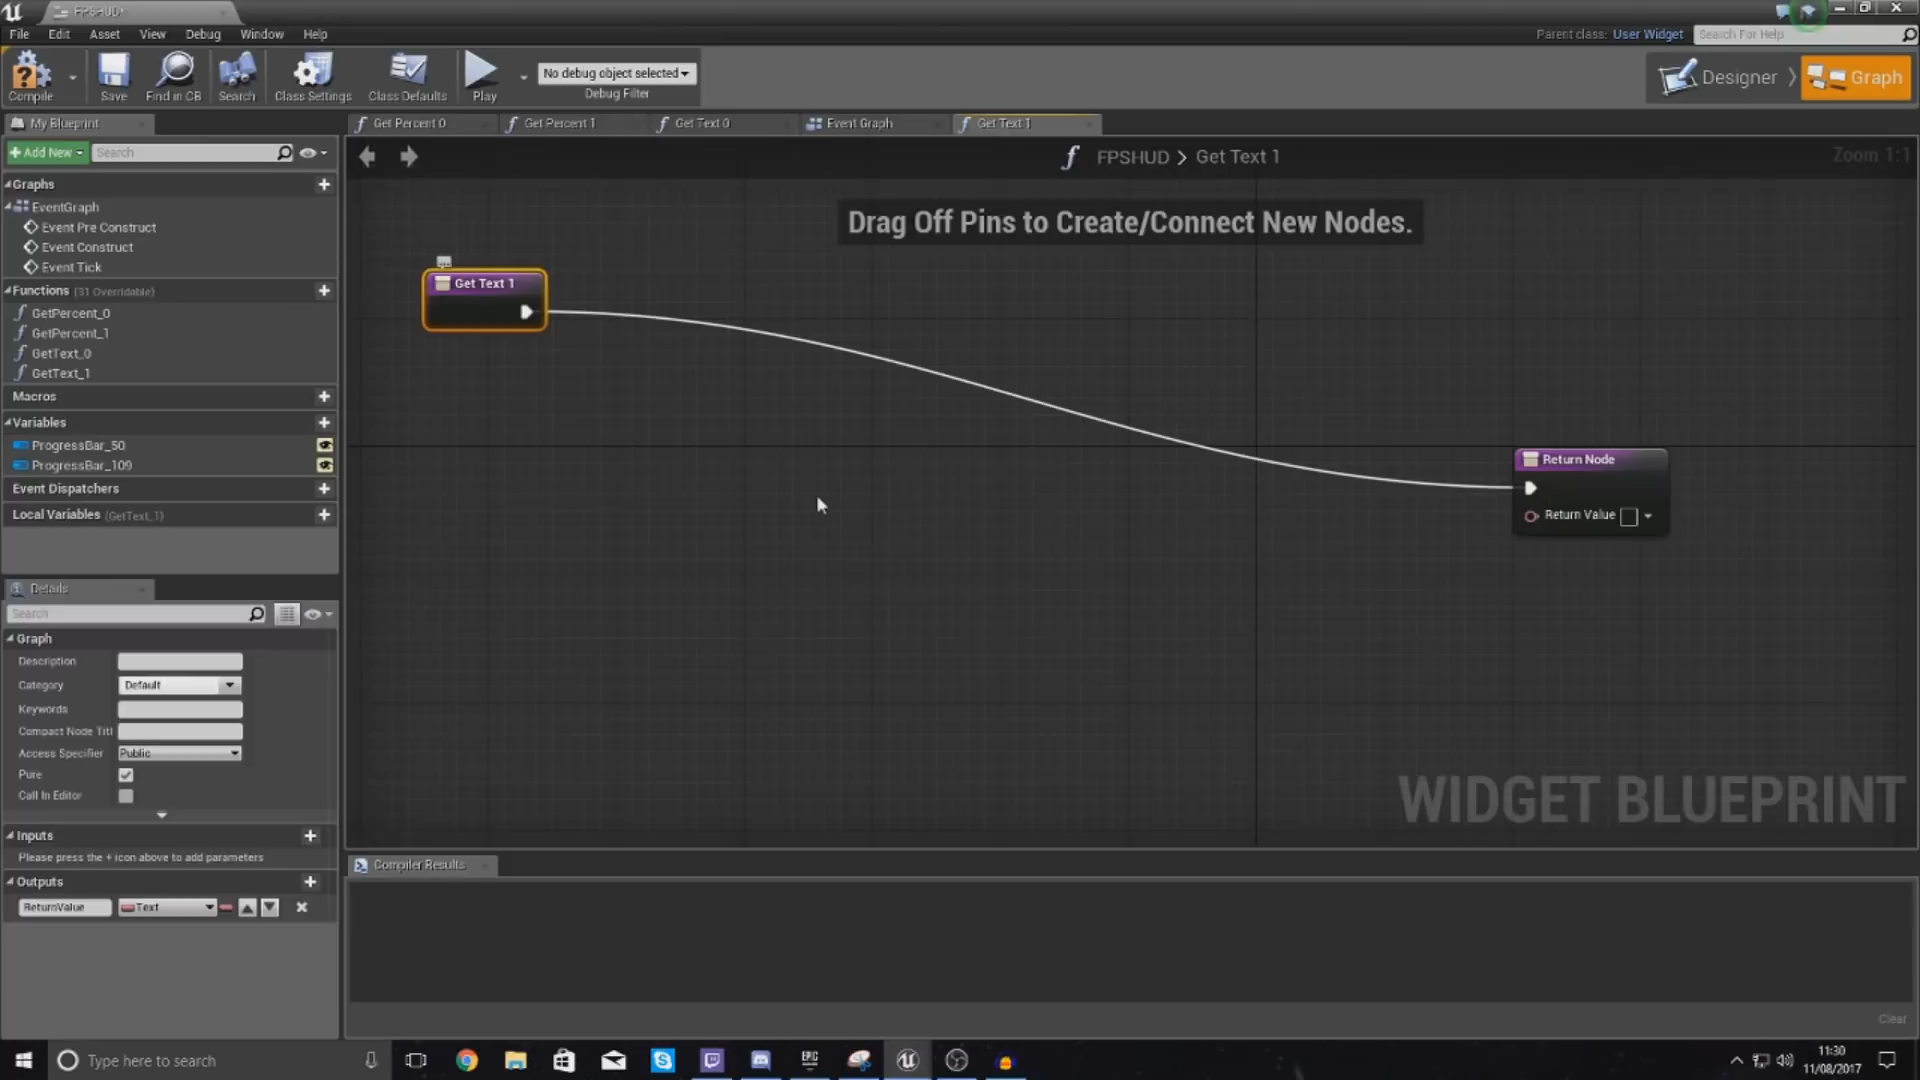 FPSHUD*
File Edit Asset View Debug Window Help
Parent class: User Widget Search For Help
Compile Save Find in CB Search Class Settings Class Defaults Play No debug object selected Debug Filter Designer Graph
My Blueprint
Get Percent 0 Get Percent 1 Get Text 0 Event Graph Get Text 1
Add New Search
FPSHUD > Get Text 1 Zoom 1:1
Drag Off Pins to Create/Connect New Nodes.
Graphs
EventGraph
Event Pre Construct
Event Construct
Event Tick
Functions (31 Overridable)
GetPercent_0
GetPercent_1
GetText_0
GetText_1
Macros
Variables
ProgressBar_50
ProgressBar_109
Event Dispatchers
Local Variables (GetText_1)
Get Text 1
Return Node
Return Value
WIDGET BLUEPRINT
Details
Search
Graph
Description
Category Default
Keywords
Compact Node Titl
Access Specifier Public
Pure
Call In Editor
Inputs
Please press the + icon above to add parameters
Outputs
ReturnValue Text
Compiler Results
Clear
Type here to search
EPIC
GAMES
11:30
11/08/2017